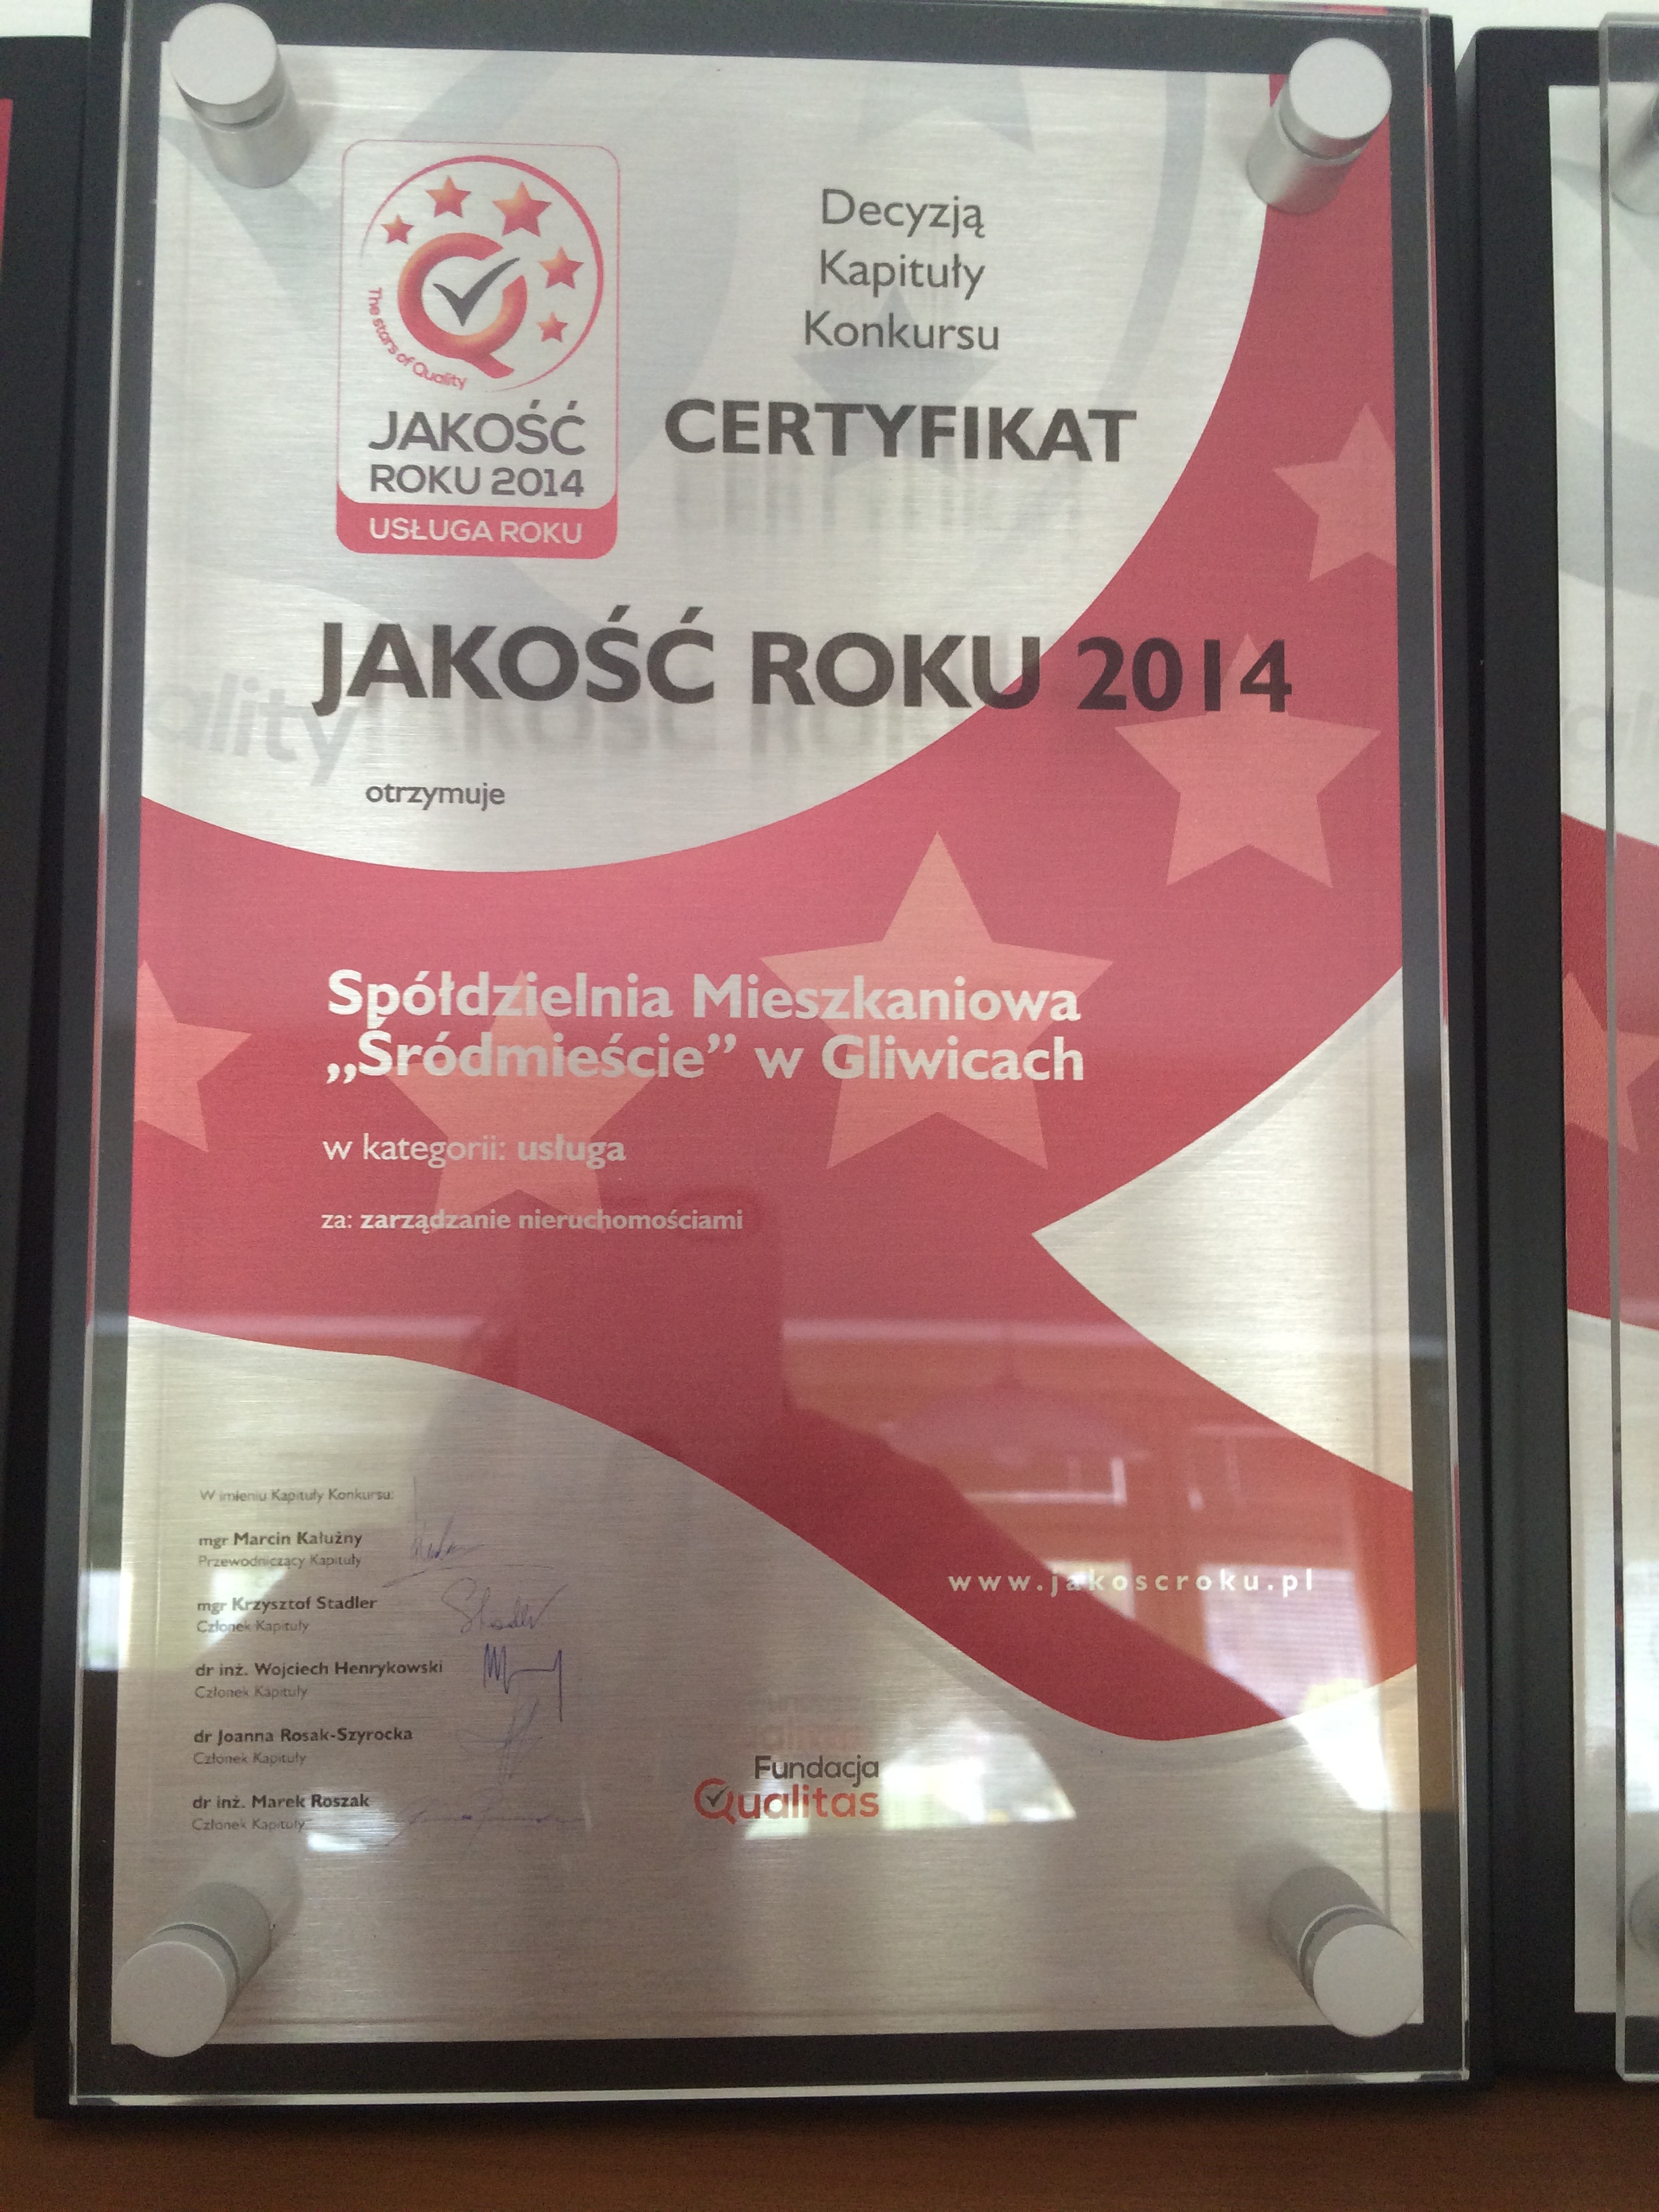 The stars of Quality
JAKOŚĆ
ROKU 2014
USŁUGA ROKU
Decyzją
Kapituły
Konkursu
CERTYFIKAT
JAKOŚĆ ROKU 2014
otrzymuje
Spółdzielnia Mieszkaniowa
„Śródmieście” w Gliwicach
w kategorii: usługa
za: zarządzanie nieruchomościami
W imieniu Kapituły Konkursu:
mgr Marcin Kałużny
Przewodniczący Kapituły
mgr Krzysztof Stadler
Członek Kapituły
dr inż. Wojciech Henrykowski
Członek Kapituły
dr Joanna Rosak-Szyrocka
Członek Kapituły
dr inż. Marek Roszak
Członek Kapituły
www.jakoscroku.pl
Fundacja
Qualitas